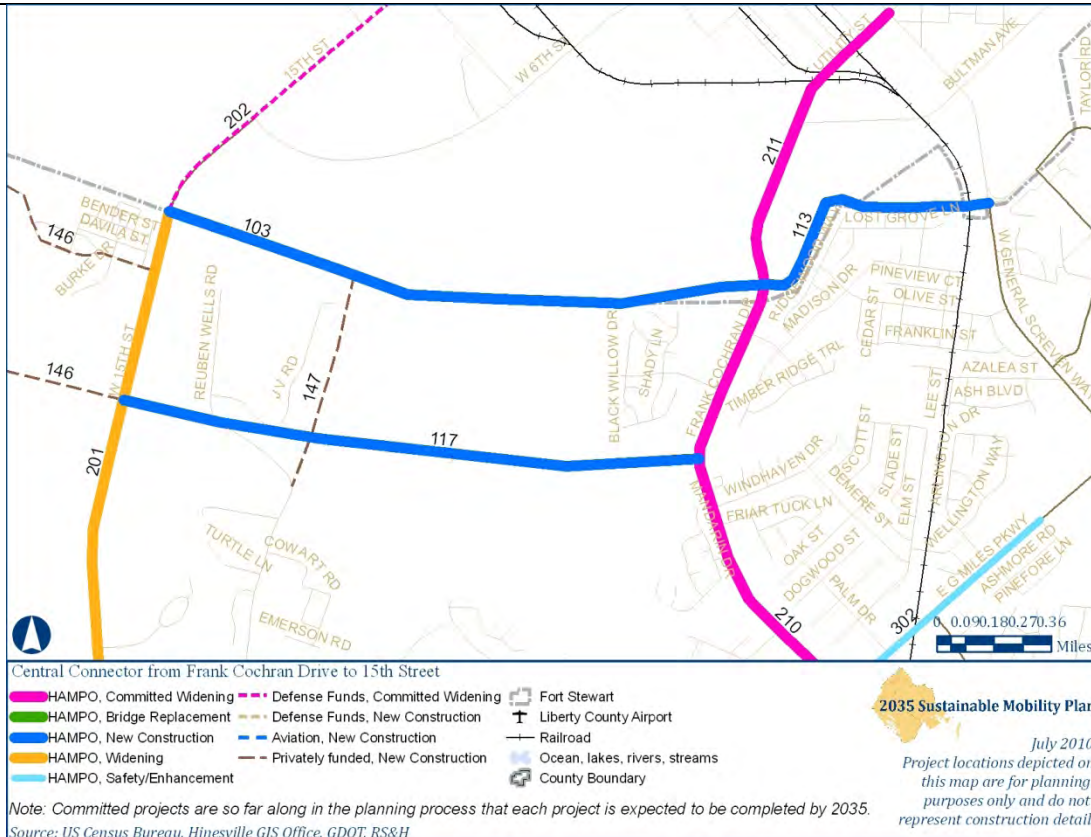 15TH ST
W 6TH ST
UTILITY ST
BULTMAN AVE
TAYLOR RD
202
211
BENDER ST
DAVILA ST
146
BURKE DR
103
113
LOST GROVE LN
W GENERAL SCREVEN WAY
REUBEN WELLS RD
JV RD
W 15TH ST
MADISON DR
PINEVIEW CT
OLIVE ST
CEDAR ST
FRANKLIN ST
146
147
BLACK WILLOW DR
SHADY LN
FRANK COCHRAN DR
TIMBER RIDGE TRL
LEE ST
AZALEA ST
ASH BLVD
117
201
ARLINGTON DR
WINDHAVEN DR
DISCOTT ST
SLADE ST
DEMERE ST
ELM ST
WELLINGTON WAY
MANDARIN DR
FRIAR TUCK LN
OAK ST
DOGWOOD ST
PALM DR
TURTLE LN
COWART RD
EMERSON RD
E G MILES PKWY
ASHMORE RD
PINEFORE LN
210
302
0 0.090.180.270.36
Miles
Central Connector from Frank Cochran Drive to 15th Street
HAMPO, Committed Widening
HAMPO, Bridge Replacement
HAMPO, New Construction
HAMPO, Widening
HAMPO, Safety/Enhancement
Defense Funds, Committed Widening
Defense Funds, New Construction
Aviation, New Construction
Privately funded, New Construction
Fort Stewart
Liberty County Airport
Railroad
Ocean, lakes, rivers, streams
County Boundary
2035 Sustainable Mobility Plan
July 2010
Project locations depicted on
this map are for planning
purposes only and do not
represent construction detail
Note: Committed projects are so far along in the planning process that each project is expected to be completed by 2035.
Source: US Census Bureau, Hinesville GIS Office, GDOT, RS&H